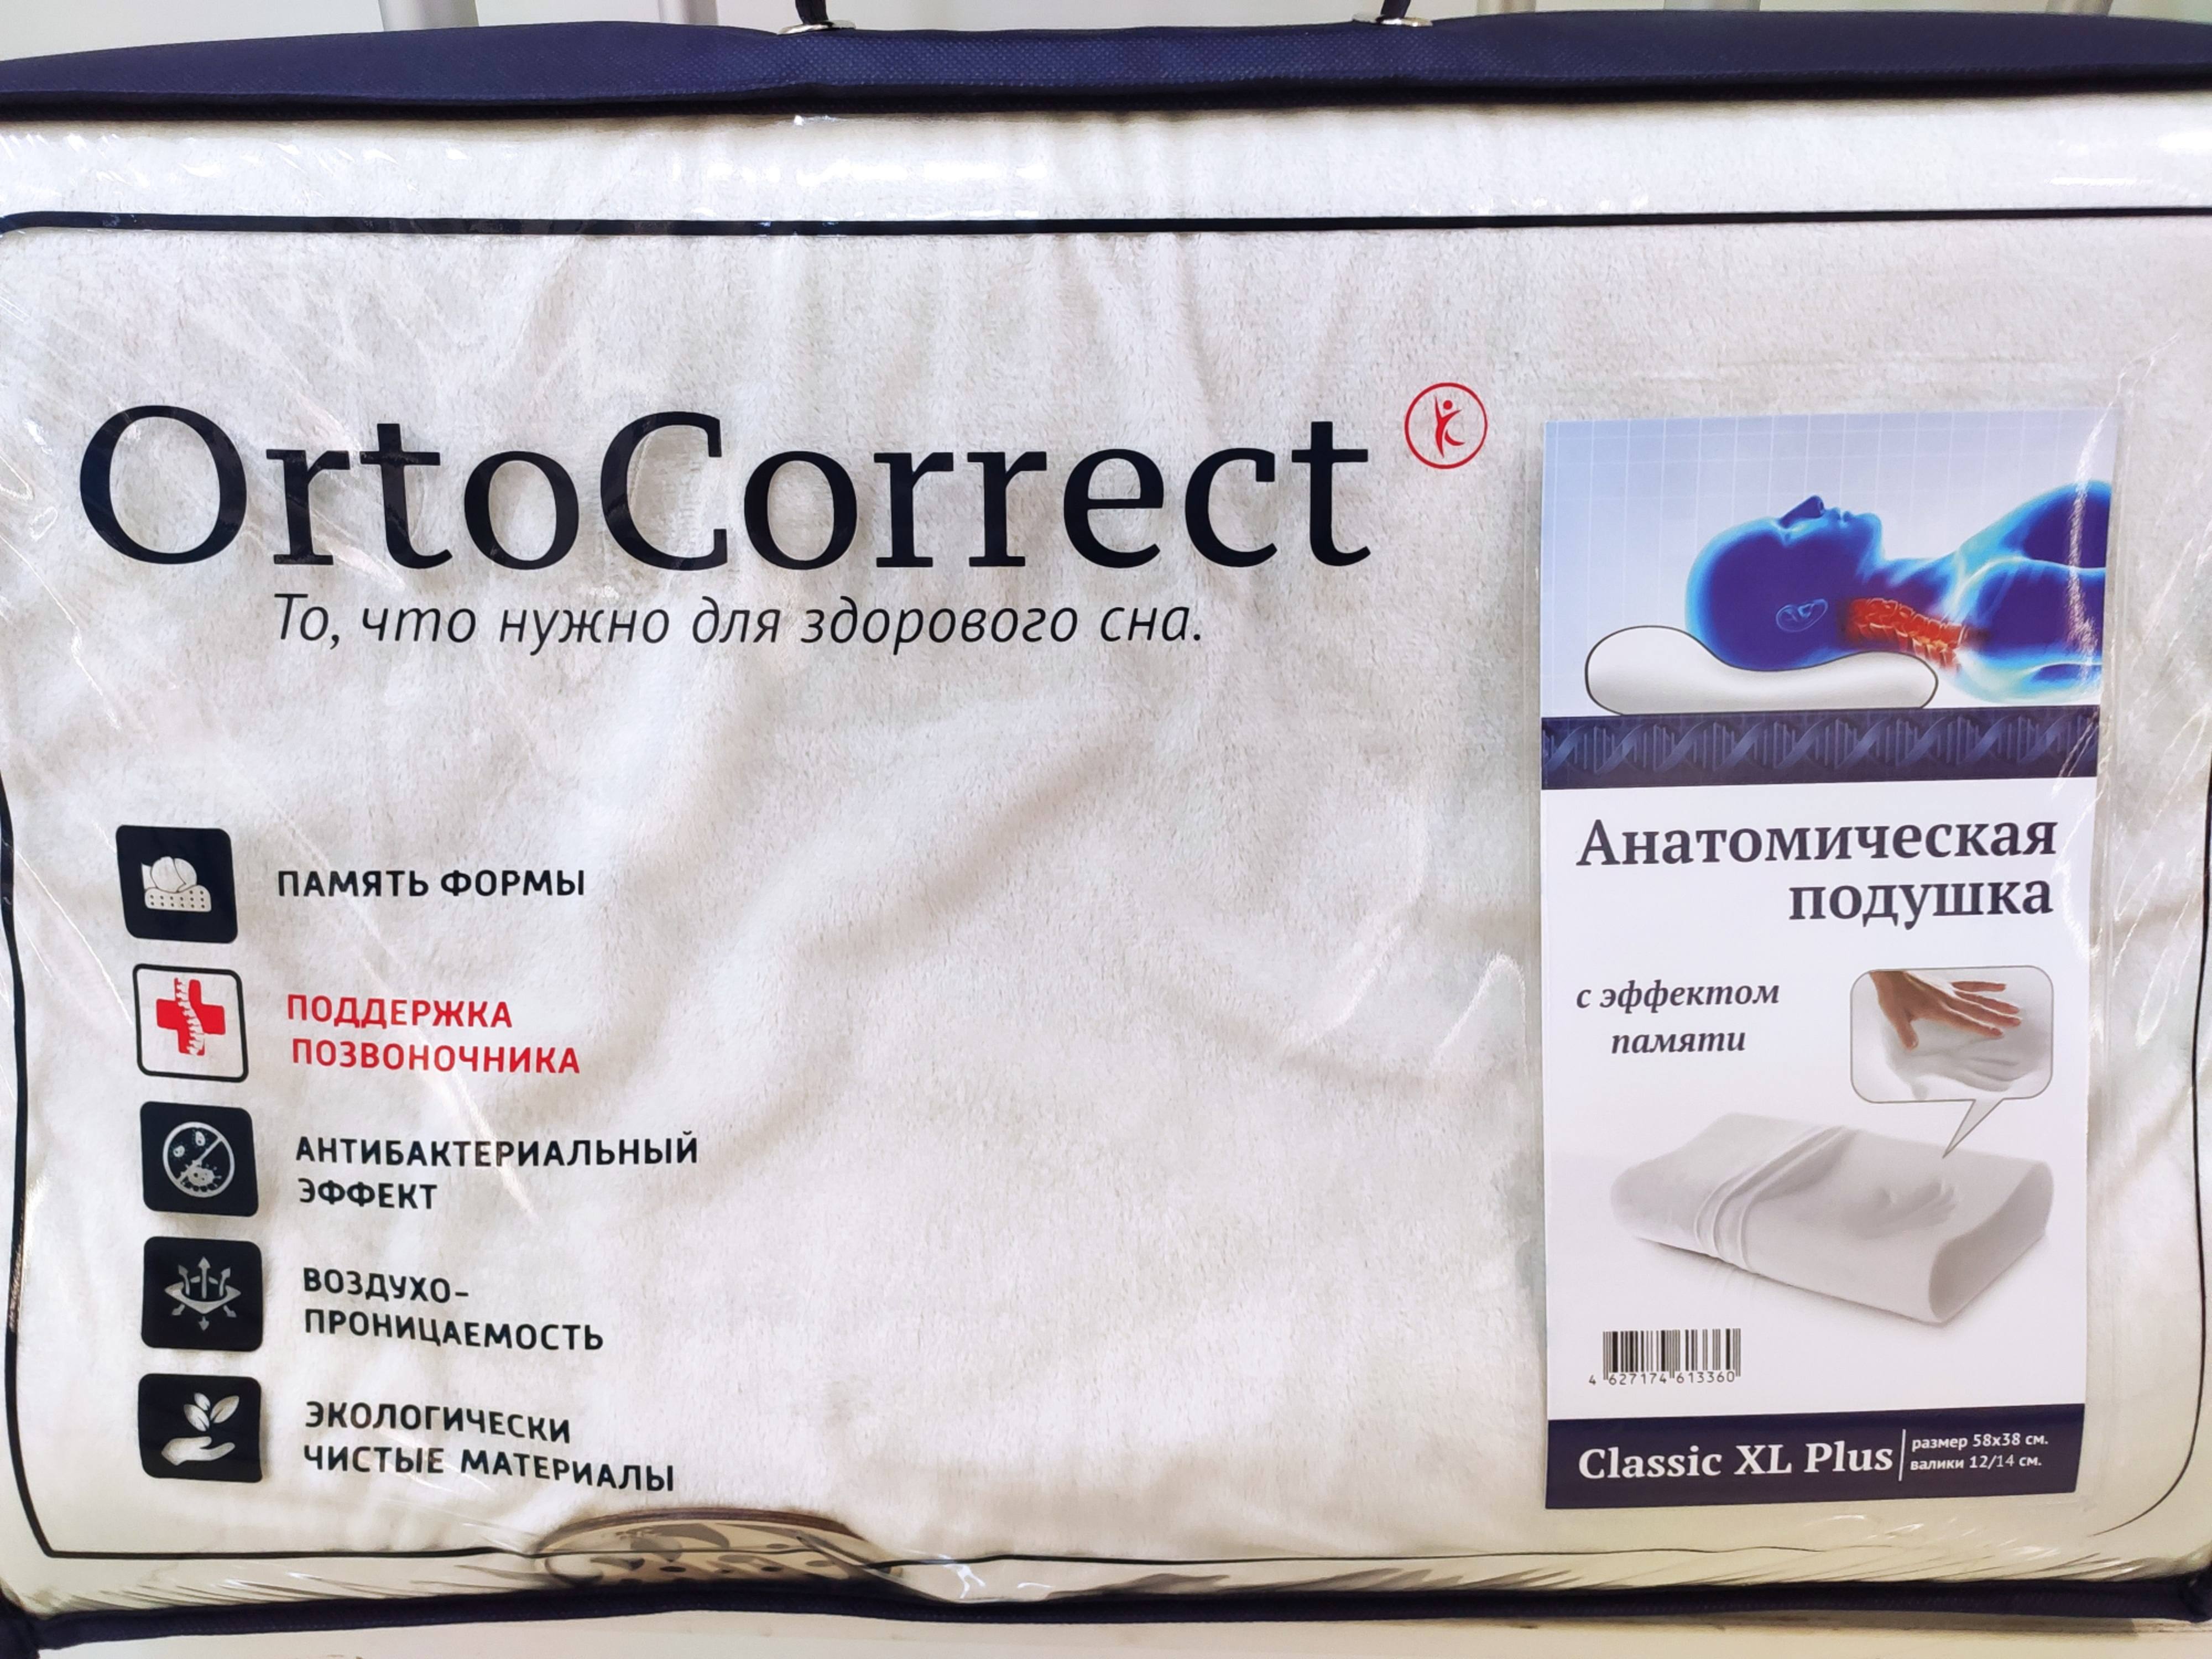 OrtoCorrect
То, что нужно для здорового сна.
ПАМЯТЬ ФОРМЫ
ПОДДЕРЖКА
ПОЗВОНОЧНИКА
АНТИБАКТЕРИАЛЬНЫЙ
ЭФФЕКТ
ВОЗДУХО-
ПРОНИЦАЕМОСТЬ
ЭКОЛОГИЧЕСКИ
ЧИСТЫЕ МАТЕРИАЛЫ
Анатомическая
подушка
с эффектом
памяти
4 627174 613360
Classic XL Plus
размер 58х38 см.
валики 12/14 см.